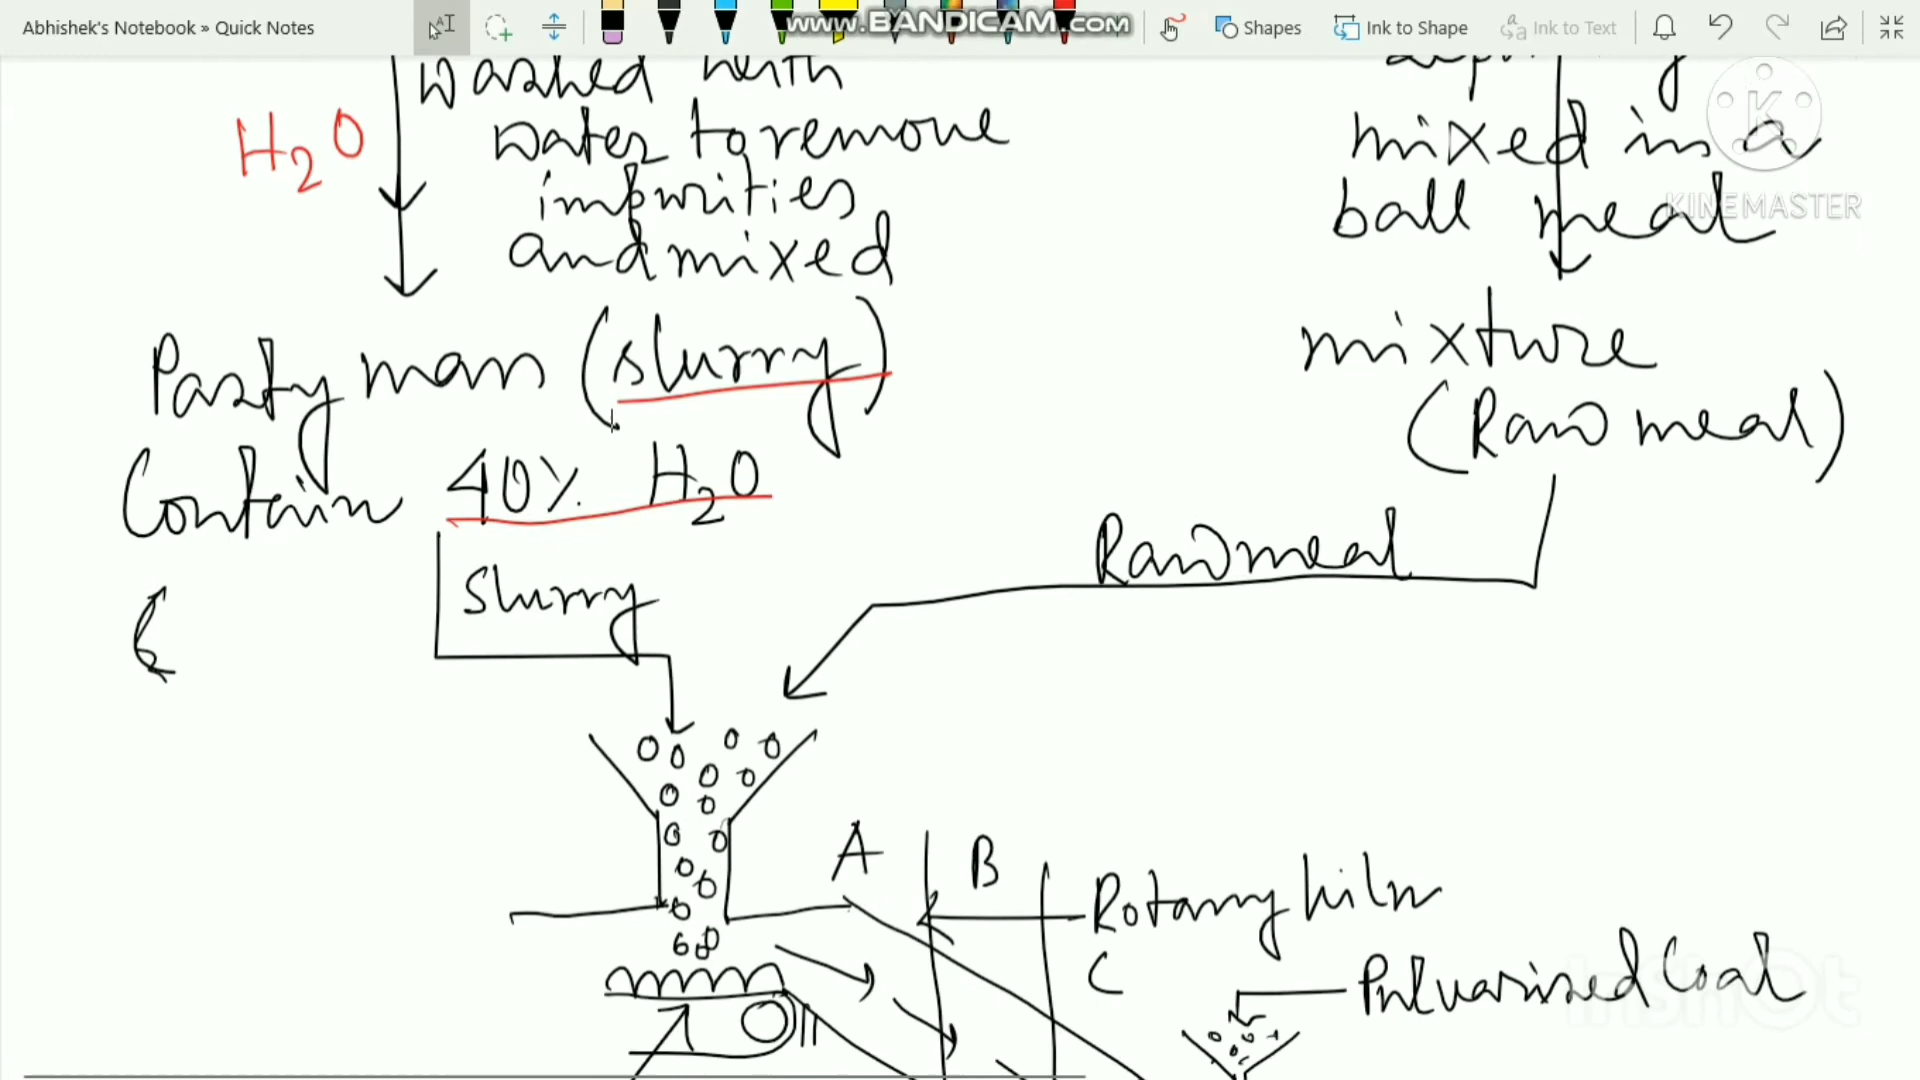 Abhishek's Notebook » Quick Notes
www.BANDICAM.com
Shapes
Ink to Shape
Ink to Text
washed with
water to remove
impurities
and mixed
H2O
Pasty mass (slurry)
Contain 40% H2O
Slurry
mixed in a
ball meal
KINEMASTER
mixture
(Raw meal)
Raw meal
A
B
C
Rotary kiln
Pulvarized Coal
InShOt